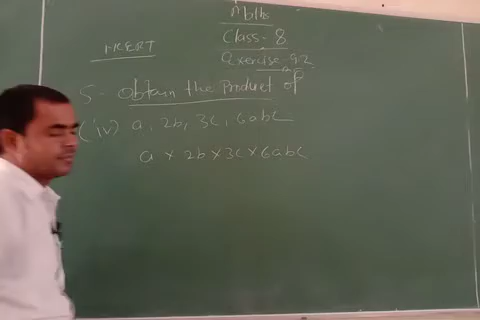 Maths
Class- 8
NCERT
Exercise-9.2
5- Obtain the Product of
(iv) a, 2b, 3c, 6abc
a × 2b × 3c × 6abc